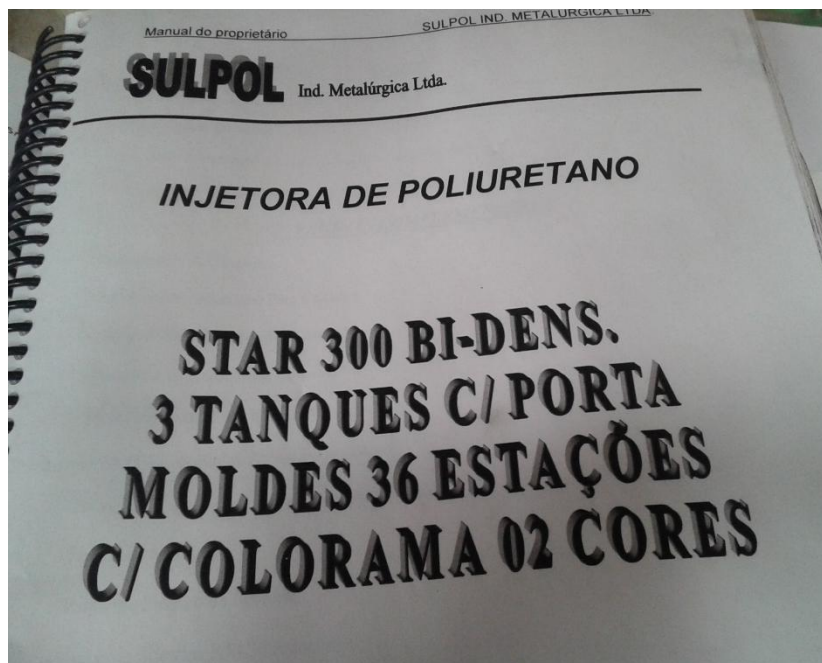 Manual do proprietário
SULPOL IND. METALÚRGICA LTDA.
SULPOL Ind. Metalúrgica Ltda.
INJETORA DE POLIURETANO
STAR 300 BI-DENS.
3 TANQUES C/ PORTA
MOLDES 36 ESTAÇÕES
C/ COLORAMA 02 CORES